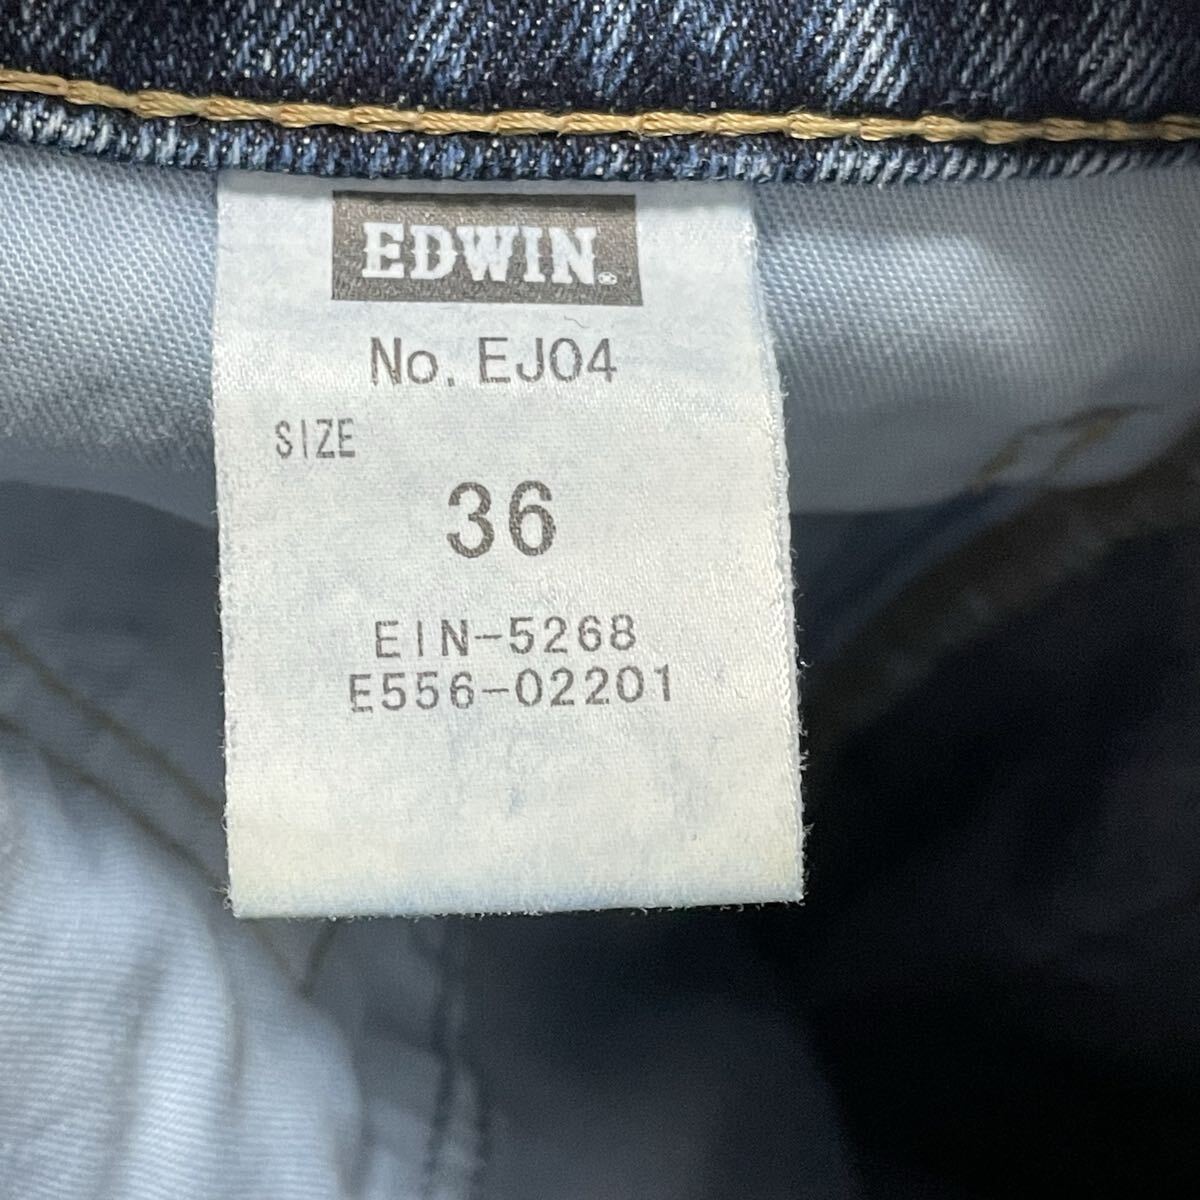 EDWIN®
No. EJ04
SIZE
36
EIN-5268
E556-02201